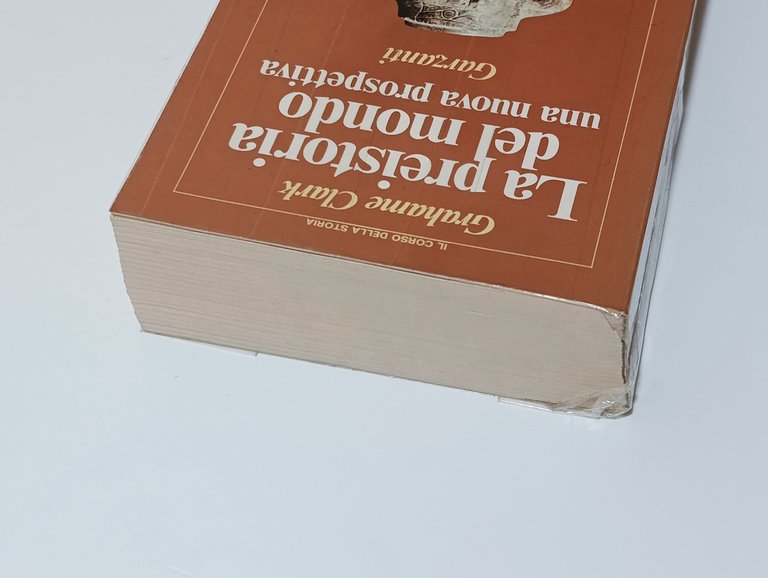 IL CORSO DELLA STORIA
Grahame Clark
La preistoria
del mondo
una nuova prospettiva
Garzanti